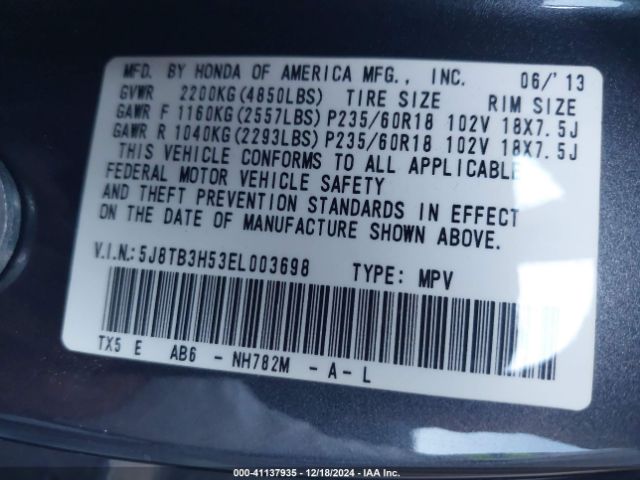 MFD. BY HONDA OF AMERICA MFG., INC. 06/'13
GVWR 2200KG(4850LBS) TIRE SIZE RIM SIZE
GAWR F 1160KG(2557LBS) P235/60R18 102V 18X7.5J
GAWR R 1040KG(2293LBS) P235/60R18 102V 18X7.5J
THIS VEHICLE CONFORMS TO ALL APPLICABLE
FEDERAL MOTOR VEHICLE SAFETY
AND THEFT PREVENTION STANDARDS IN EFFECT
ON THE DATE OF MANUFACTURE SHOWN ABOVE.
V.I.N.: 5J8TB3H53EL003698 TYPE: MPV
TX5 E AB6 - NH782M - A - L
000-41137935 - 12/18/2024 - IAA Inc.